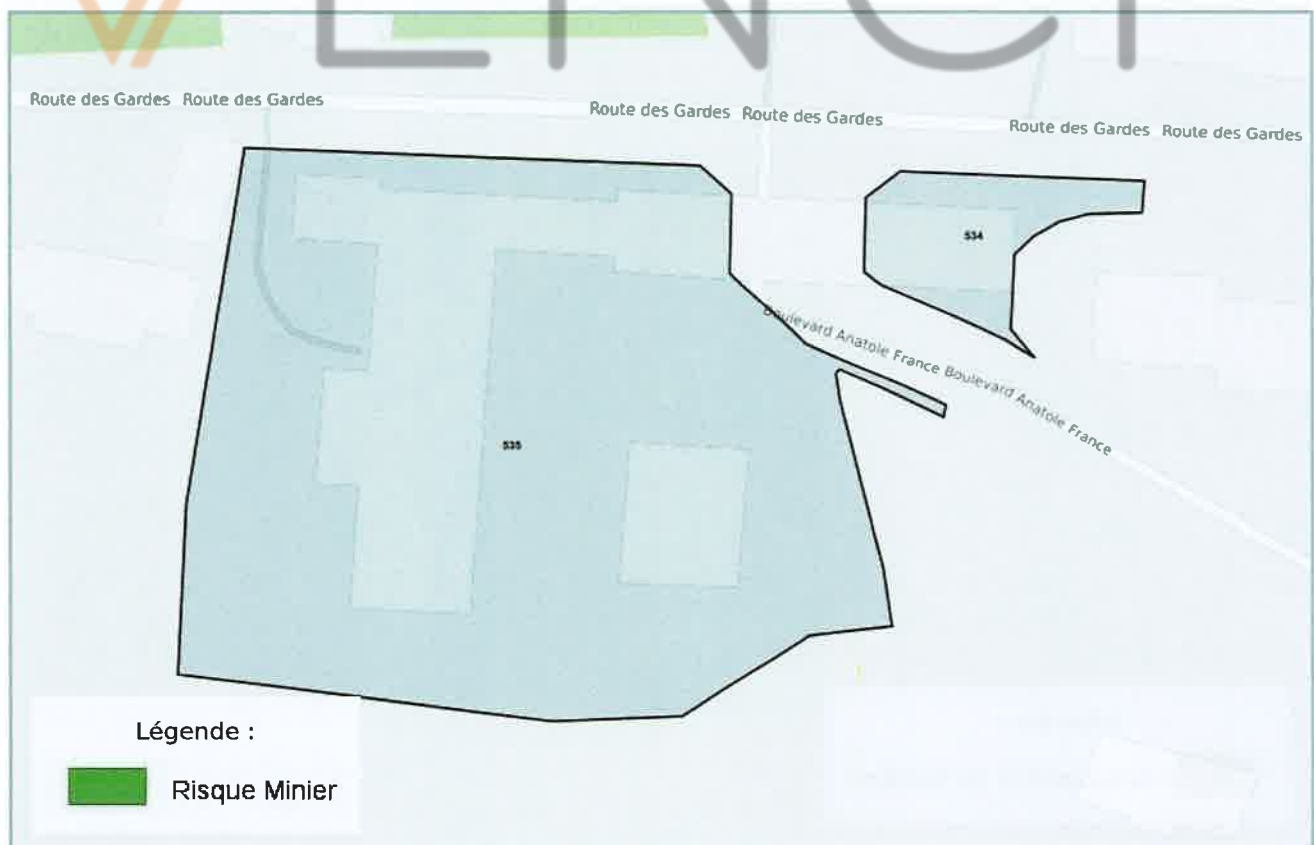 Route des Gardes Route des Gardes
Route des Gardes Route des Gardes
Route des Gardes Route des Gardes
534
Boulevard Anatole France Boulevard Anatole France
535
Légende :
Risque Minier